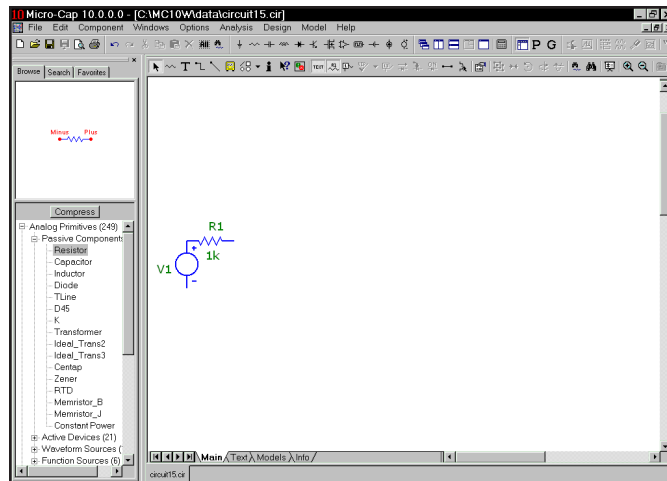 10 Micro-Cap 10.0.0.0 - [C:\MC10W\data\circuit15.cir]
File Edit Component Windows Options Analysis Design Model Help
P G
Browse Search Favorites
T TEXT
Minus Plus
Compress
Analog Primitives (249)
Passive Components
Resistor
Capacitor
Inductor
Diode
TLine
D45
K
Transformer
Ideal_Trans2
Ideal_Trans3
Centap
Zener
RTD
Memristor_B
Memristor_J
Constant Power
Active Devices (21)
Waveform Sources (
Function Sources (6)
R1
1k
V1
+
-
Main Text Models Info
circuit15.cir